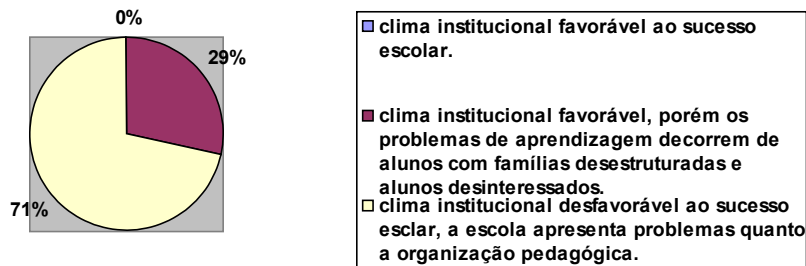 0%
29%
71%
clima institucional favorável ao sucesso
escolar.
clima institucional favorável, porém os
problemas de aprendizagem decorrem de
alunos com famílias desestruturadas e
alunos desinteressados.
clima institucional desfavorável ao sucesso
esclar, a escola apresenta problemas quanto
a organização pedagógica.